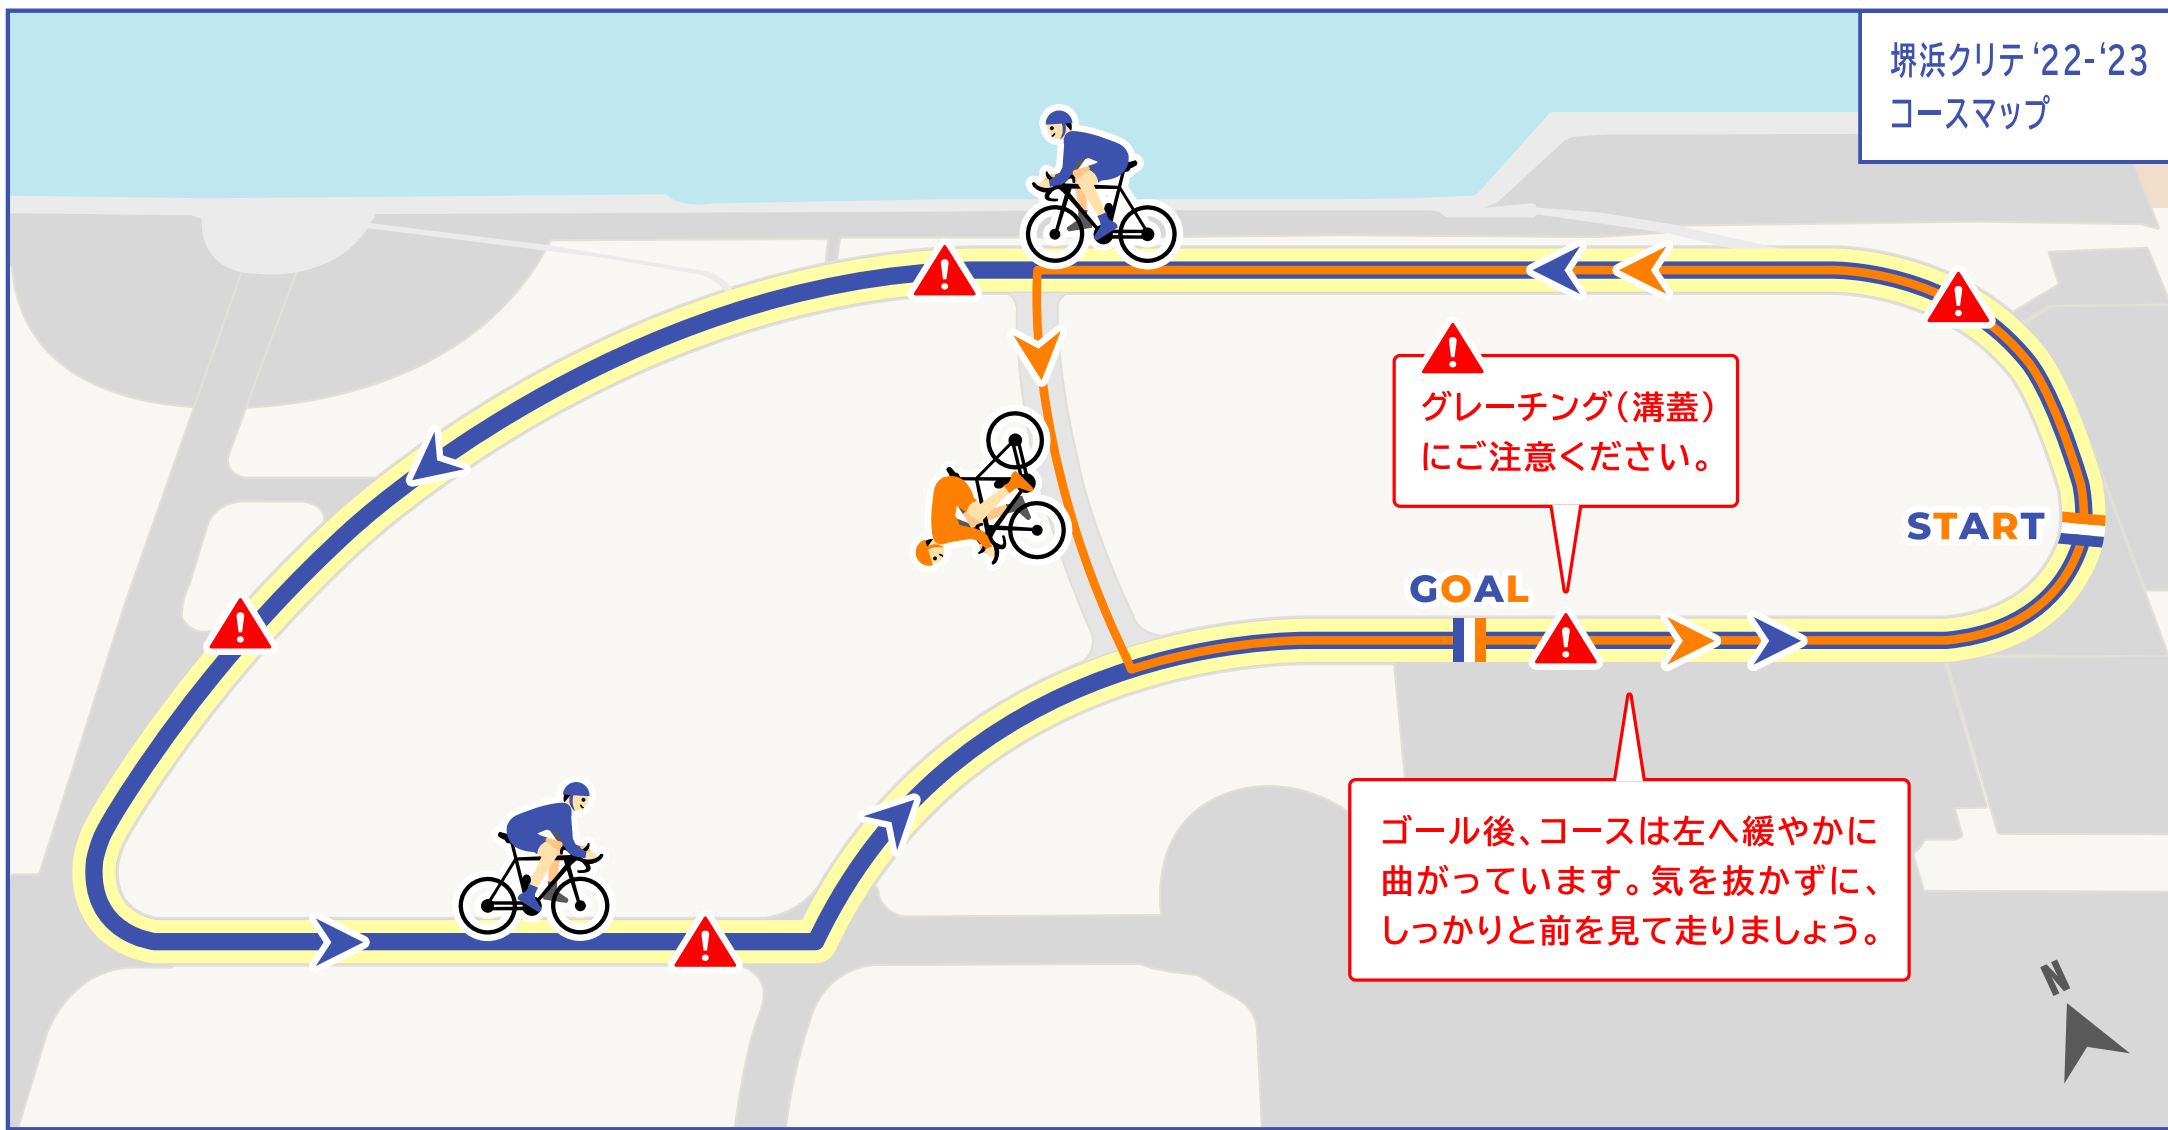 堺浜クリテ ‘22-‘23
コースマップ
グレーチング(溝蓋)
にご注意ください。
START
GOAL
ゴール後、コースは左へ緩やかに
曲がっています。気を抜かずに、
しっかりと前を見て走りましょう。
N